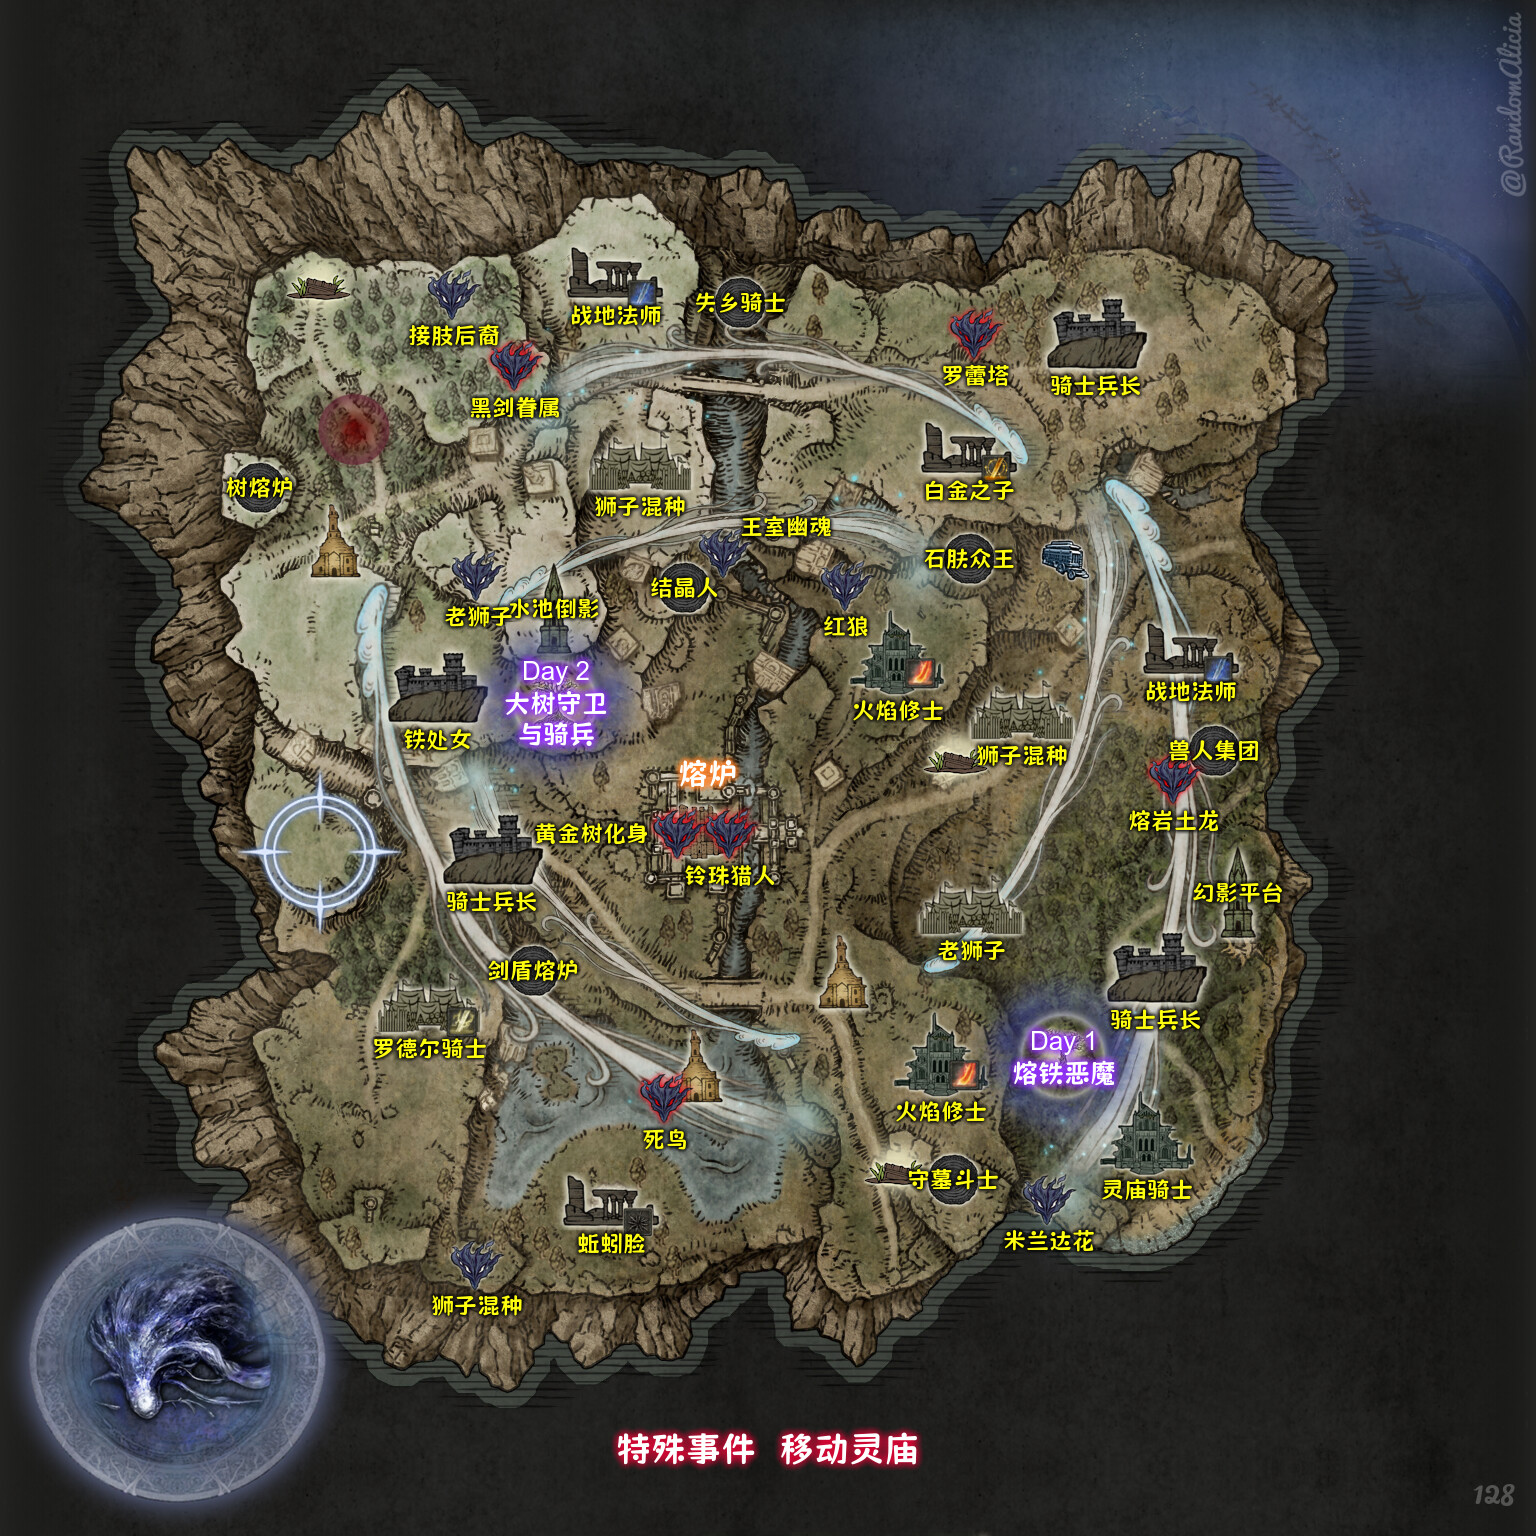 @RandomAlicia
接肢后裔
战地法师
失乡骑士
黑剑眷属
罗蕾塔
骑士兵长
树熔炉
狮子混种
白金之子
王室幽魂
石肤众王
结晶人
老狮子
水池倒影
红狼
Day 2
大树守卫
与骑兵
铁处女
火焰修士
战地法师
狮子混种
兽人集团
熔炉
熔岩土龙
黄金树化身
铃珠猎人
骑士兵长
幻影平台
老狮子
剑盾熔炉
罗德尔骑士
骑士兵长
Day 1
熔铁恶魔
火焰修士
死鸟
守墓斗士
灵庙骑士
米兰达花
蚯蚓脸
狮子混种
特殊事件 移动灵庙
128